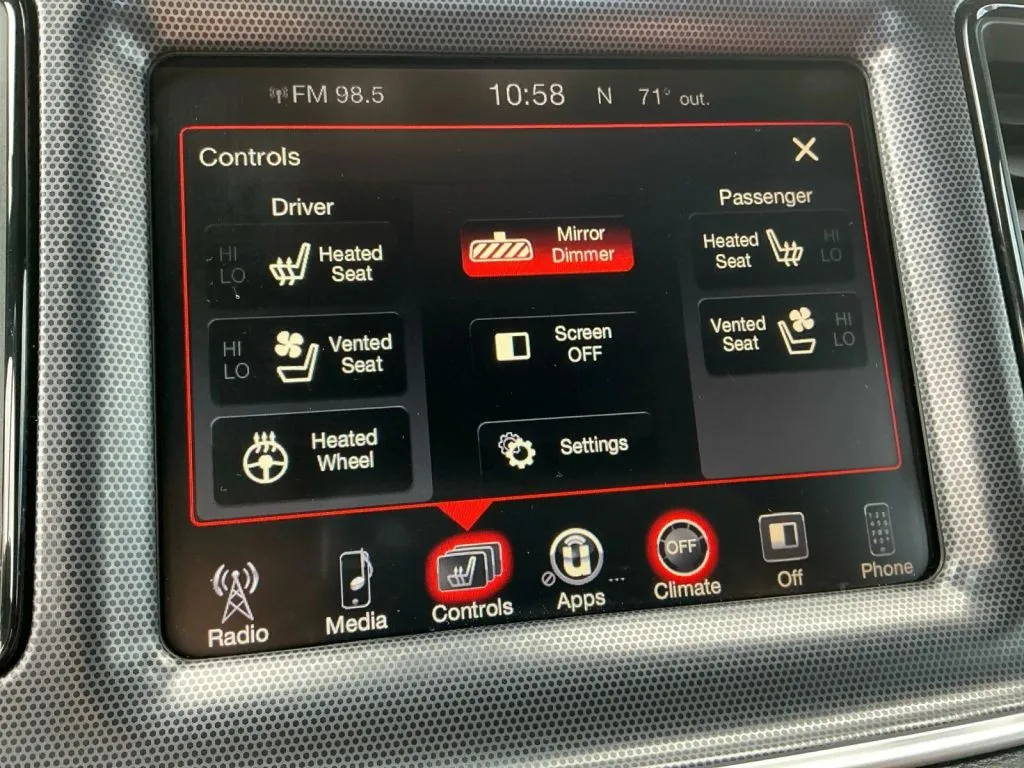 FM 98.5
10:58
N
71° out.
Controls
Driver
HI
LO
Heated
Seat
HI
LO
Vented
Seat
Heated
Wheel
Mirror
Dimmer
Screen
OFF
Settings
Passenger
Heated
Seat
HI
LO
Vented
Seat
HI
LO
Radio
Media
Controls
Apps
OFF
Climate
Off
Phone